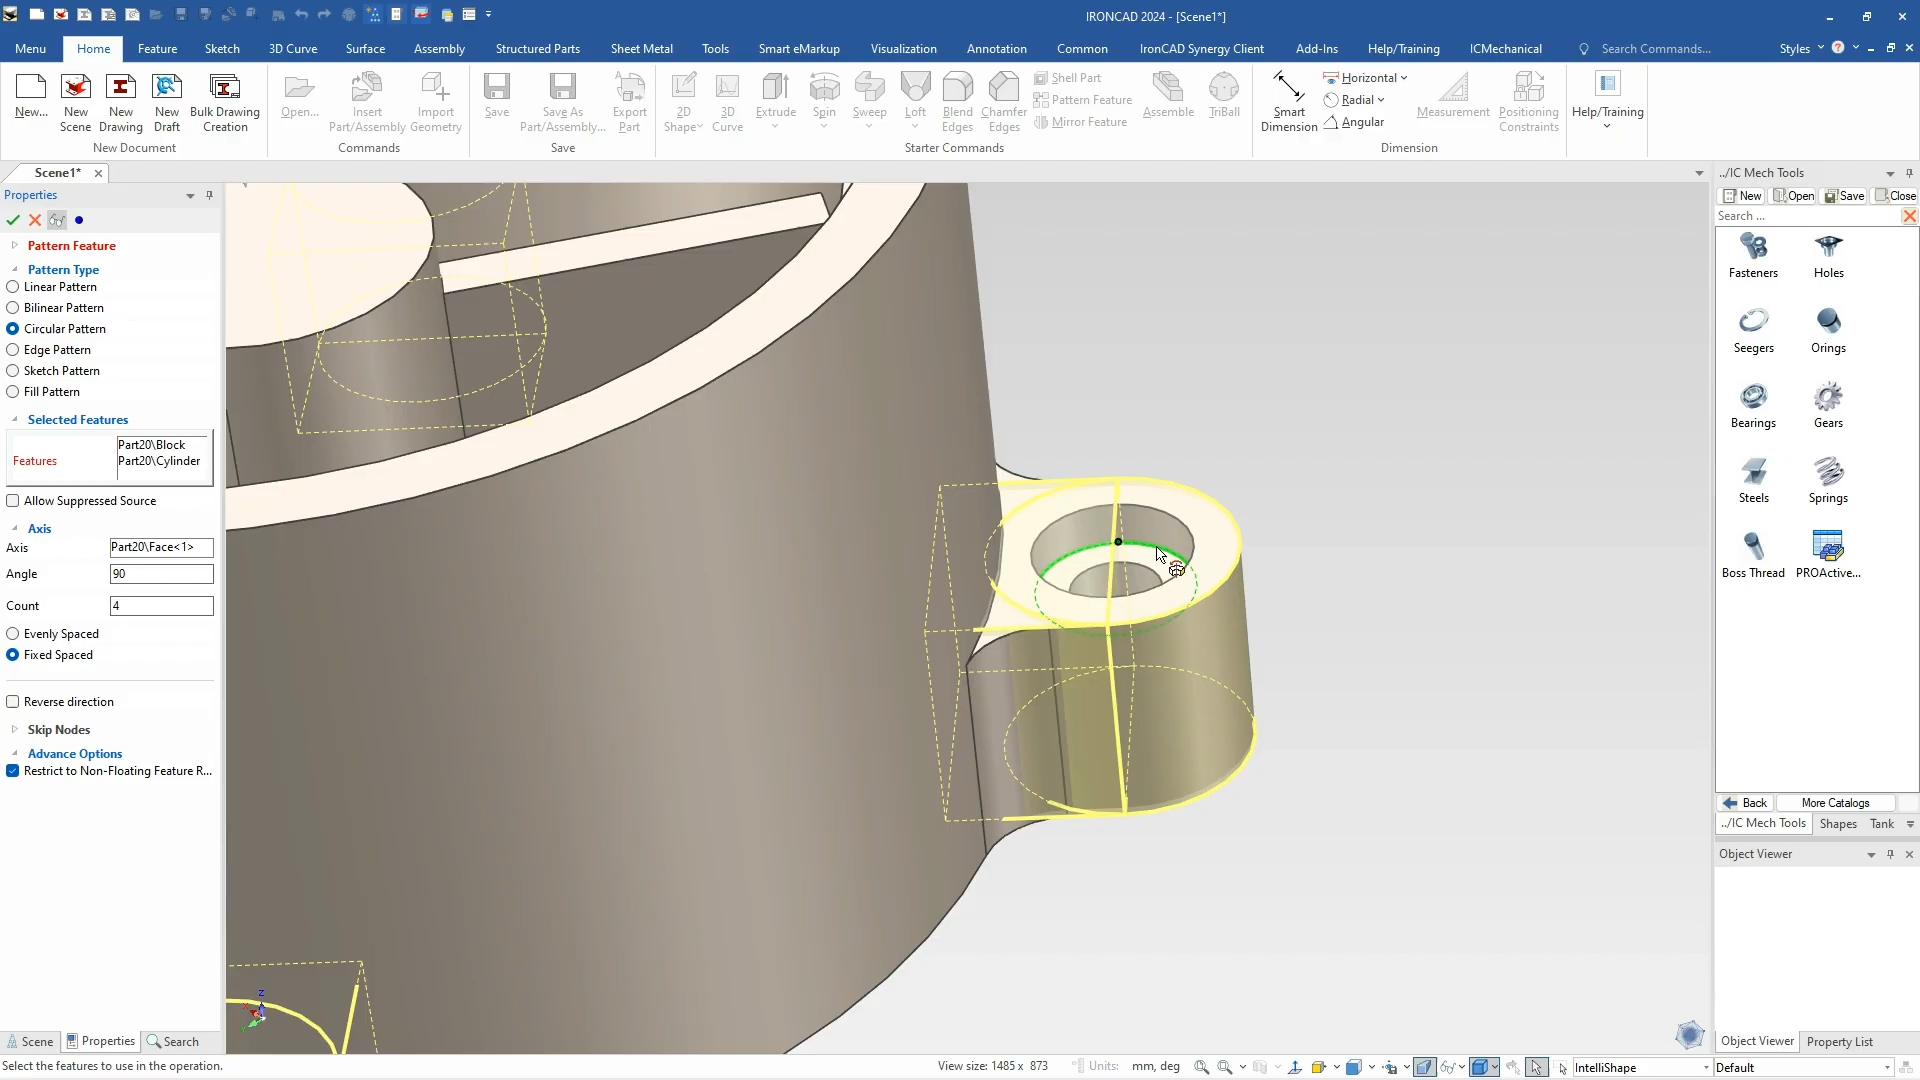 IRONCAD 2024 - [Scene1*]
Menu
Home
Feature
Sketch
3D Curve
Surface
Assembly
Structured Parts
Sheet Metal
Tools
Smart eMarkup
Visualization
Annotation
Common
IronCAD Synergy Client
Add-Ins
Help/Training
ICMechanical
Search Commands...
Styles
New...
New Scene
New Drawing
New Draft
Bulk Drawing Creation
New Document
Open...
Insert Part/Assembly
Import Geometry
Commands
Save
Save As Part/Assembly...
Export Part
Save
2D Shape
3D Curve
Extrude
Spin
Sweep
Loft
Blend Edges
Chamfer Edges
Shell Part
Pattern Feature
Mirror Feature
Assemble
TriBall
Starter Commands
Smart Dimension
Horizontal
Radial
Angular
Measurement
Positioning Constraints
Dimension
Help/Training
Scene1*
Properties
Pattern Feature
Pattern Type
Linear Pattern
Bilinear Pattern
Circular Pattern
Edge Pattern
Sketch Pattern
Fill Pattern
Selected Features
Features
Part20\Block
Part20\Cylinder
Allow Suppressed Source
Axis
Axis Part20\Face<1>
Angle 90
Count 4
Evenly Spaced
Fixed Spaced
Reverse direction
Skip Nodes
Advance Options
Restrict to Non-Floating Feature R...
Z
Scene
Properties
Search
../IC Mech Tools
New
Open
Save
Close
Search ...
Fasteners
Holes
Seegers
Orings
Bearings
Gears
Steels
Springs
Boss Thread
PROActive...
Back
More Catalogs
../IC Mech Tools
Shapes
Tank
Object Viewer
Object Viewer
Property List
Select the features to use in the operation.
View size: 1485 x 873
Units: mm, deg
IntelliShape
Default